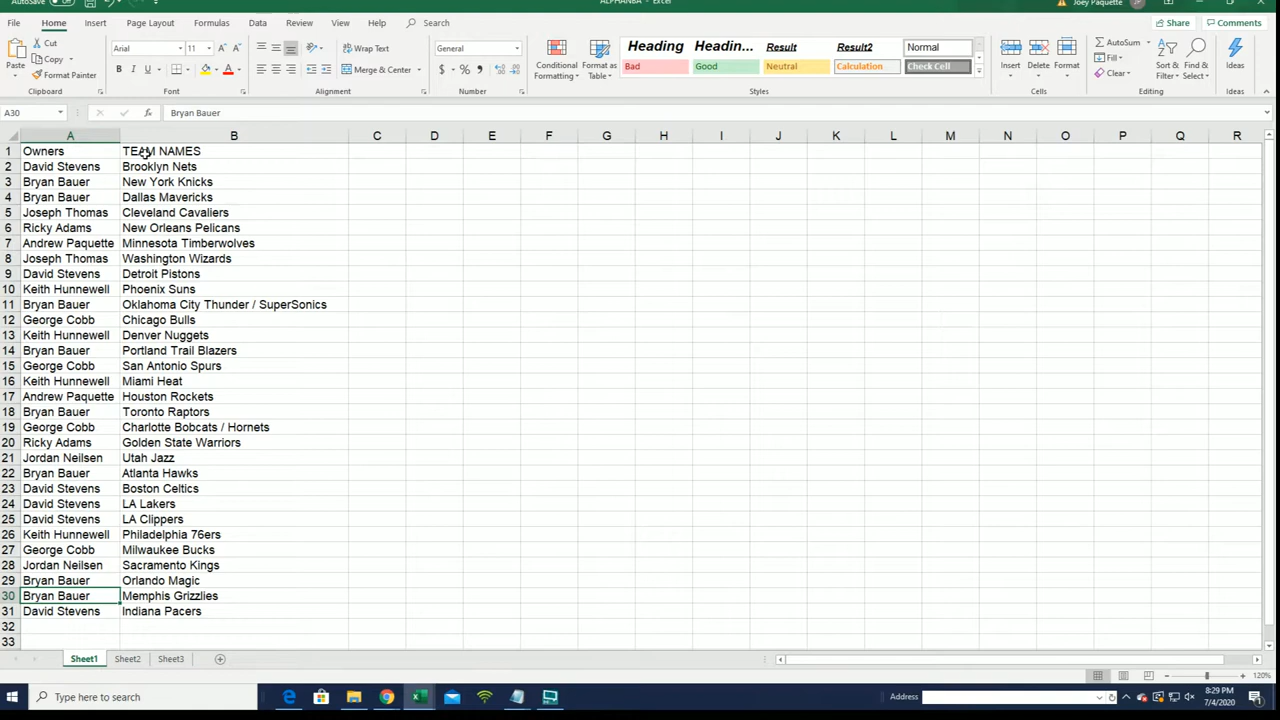 AutoSave
ALPHANBA - Excel
Joey Paquette JP
File Home Insert Page Layout Formulas Data Review View Help Search Share Comments
Paste Cut Copy Format Painter Clipboard
Arial 11 B I U A Font
Wrap Text Merge & Center Alignment
General $ % Number
Conditional Formatting Format as Table
Heading Headin... Result Result2 Normal
Bad Good Neutral Calculation Check Cell
Styles
Insert Delete Format Cells
AutoSum Fill Clear Sort & Filter Find & Select Editing
Ideas Ideas
A30 fx Bryan Bauer
A B C D E F G H I J K L M N O P Q R
1 Owners TEAM NAMES
2 David Stevens Brooklyn Nets
3 Bryan Bauer New York Knicks
4 Bryan Bauer Dallas Mavericks
5 Joseph Thomas Cleveland Cavaliers
6 Ricky Adams New Orleans Pelicans
7 Andrew Paquette Minnesota Timberwolves
8 Joseph Thomas Washington Wizards
9 David Stevens Detroit Pistons
10 Keith Hunnewell Phoenix Suns
11 Bryan Bauer Oklahoma City Thunder / SuperSonics
12 George Cobb Chicago Bulls
13 Keith Hunnewell Denver Nuggets
14 Bryan Bauer Portland Trail Blazers
15 George Cobb San Antonio Spurs
16 Keith Hunnewell Miami Heat
17 Andrew Paquette Houston Rockets
18 Bryan Bauer Toronto Raptors
19 George Cobb Charlotte Bobcats / Hornets
20 Ricky Adams Golden State Warriors
21 Jordan Neilsen Utah Jazz
22 Bryan Bauer Atlanta Hawks
23 David Stevens Boston Celtics
24 David Stevens LA Lakers
25 David Stevens LA Clippers
26 Keith Hunnewell Philadelphia 76ers
27 George Cobb Milwaukee Bucks
28 Jordan Neilsen Sacramento Kings
29 Bryan Bauer Orlando Magic
30 Bryan Bauer Memphis Grizzlies
31 David Stevens Indiana Pacers
32
33
Sheet1 Sheet2 Sheet3
120%
Type here to search
Address
8:29 PM
7/4/2020